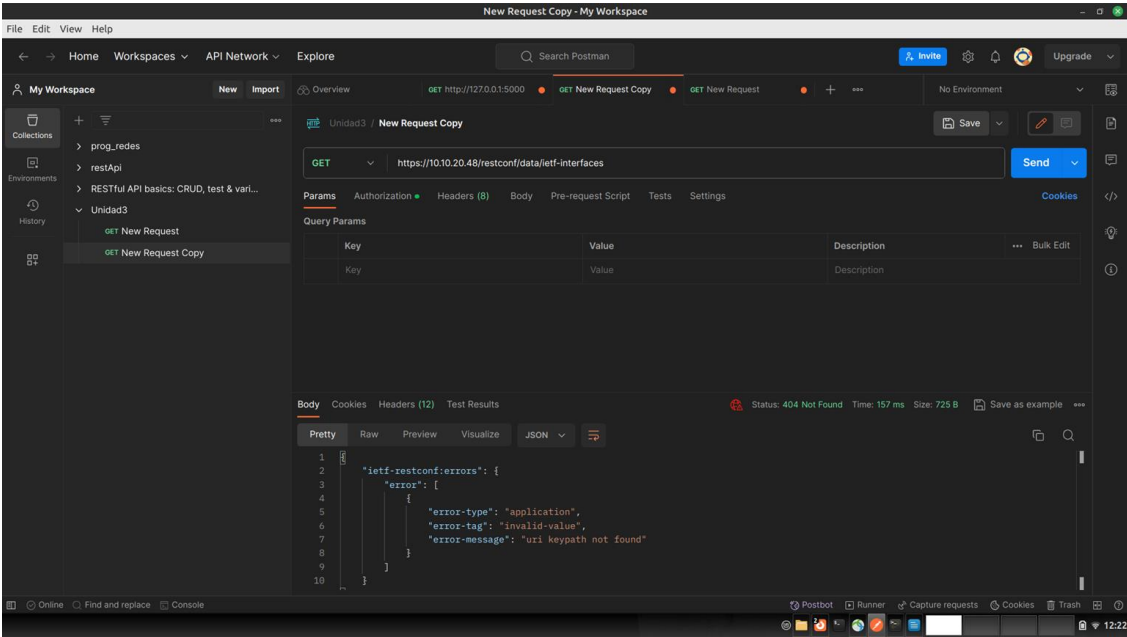 New Request Copy - My Workspace
File Edit View Help
Home Workspaces API Network Explore Search Postman Invite Upgrade
My Workspace New Import Overview GET http://127.0.0.1:5000 GET New Request Copy GET New Request No Environment
Collections
Environments
History
prog_redes
restApi
RESTful API basics: CRUD, test & vari...
Unidad3
GET New Request
GET New Request Copy
HTTP Unidad3 / New Request Copy Save
GET https://10.10.20.48/restconf/data/ietf-interfaces Send
Params Authorization Headers (8) Body Pre-request Script Tests Settings Cookies
Query Params
Key Value Description Bulk Edit
Key Value Description
Body Cookies Headers (12) Test Results Status: 404 Not Found Time: 157 ms Size: 725 B Save as example
Pretty Raw Preview Visualize JSON
1 {
2 "ietf-restconf:errors": {
3 "error": [
4 {
5 "error-type": "application",
6 "error-tag": "invalid-value",
7 "error-message": "uri keypath not found"
8 }
9 ]
10 }
Online Find and replace Console Postbot Runner Capture requests Cookies Trash
2 12:22